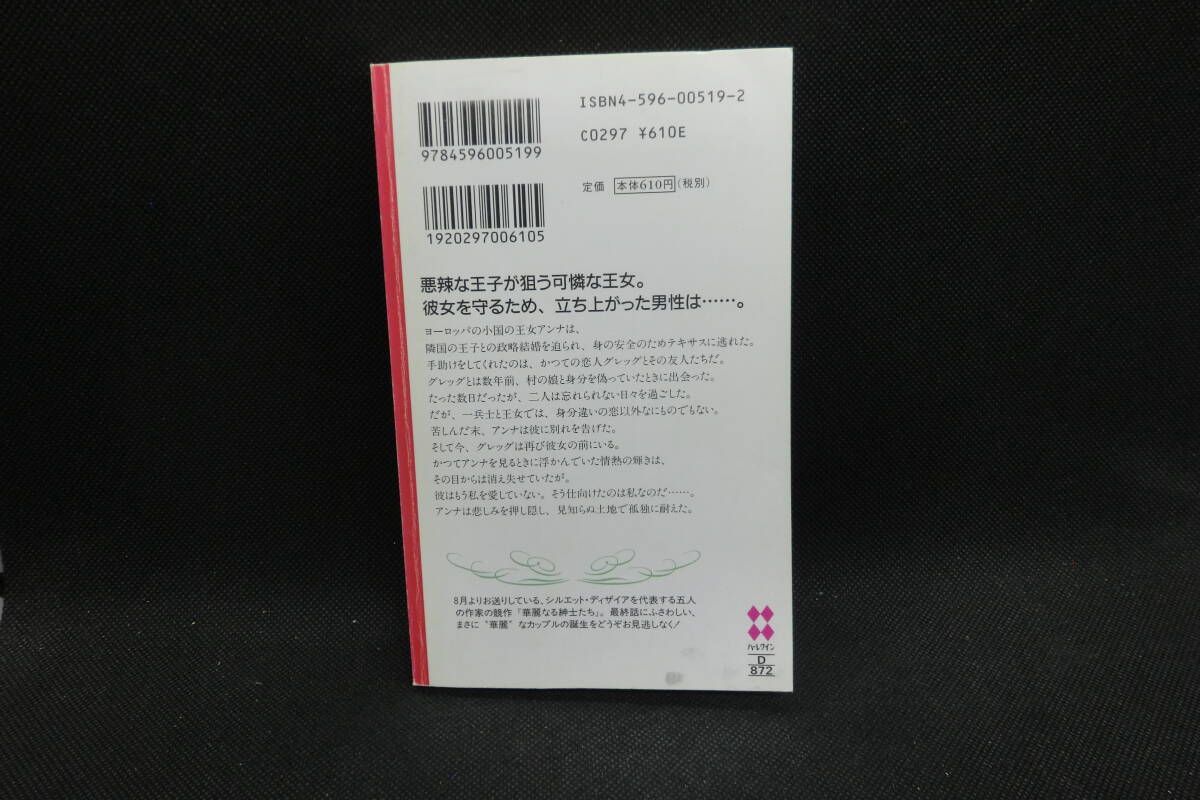 ISBN4-596-00519-2
9784596005199
C0297 ¥610E
定価 本体610円(税別)
1920297006105
悪辣な王子が狙う可憐な王女。
彼女を守るため、立ち上がった男性は……。
ヨーロッパの小国の王女アンナは、
隣国の王子との政略結婚を迫られ、身の安全のためテキサスに逃れた。
手助けをしてくれたのは、かつての恋人グレッグとその友人たちだ。
グレッグとは数年前、村の娘と身分を偽っていたときに出会った。
たった数日だったが、二人は忘れられない日々を過ごした。
だが、一兵士と王女では、身分違いの恋以外なにものでもない。
苦しんだ末、アンナは彼に別れを告げた。
そして今、グレッグは再び彼女の前にいる。
かつてアンナを見るときに浮かんでいた情熱の輝きは、
その目からは消え失せていたが。
彼はもう私を愛していない。そう仕向けたのは私なのだ……。
アンナは悲しみを押し隠し、見知らぬ土地で孤独に耐えた。
8月よりお送りしている、シルエット・ディザイアを代表する五人
の作家の競作「華麗なる紳士たち」。最終話にふさわしい、
まさに“華麗”なカップルの誕生をどうぞお見逃しなく!
ハーレクイン
D
872